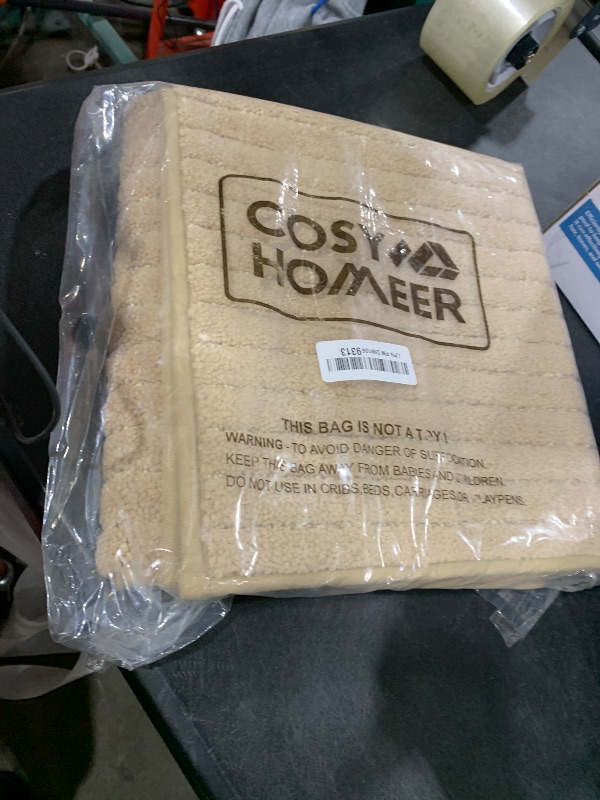 COSY
HOMEER
9313
THIS BAG IS NOT A TOY!
WARNING - TO AVOID DANGER OF SUFFOCATION.
KEEP THIS BAG AWAY FROM BABIES AND CHILDREN.
DO NOT USE IN CRIBS, BEDS, CARRIAGES, OR PLAYPENS.